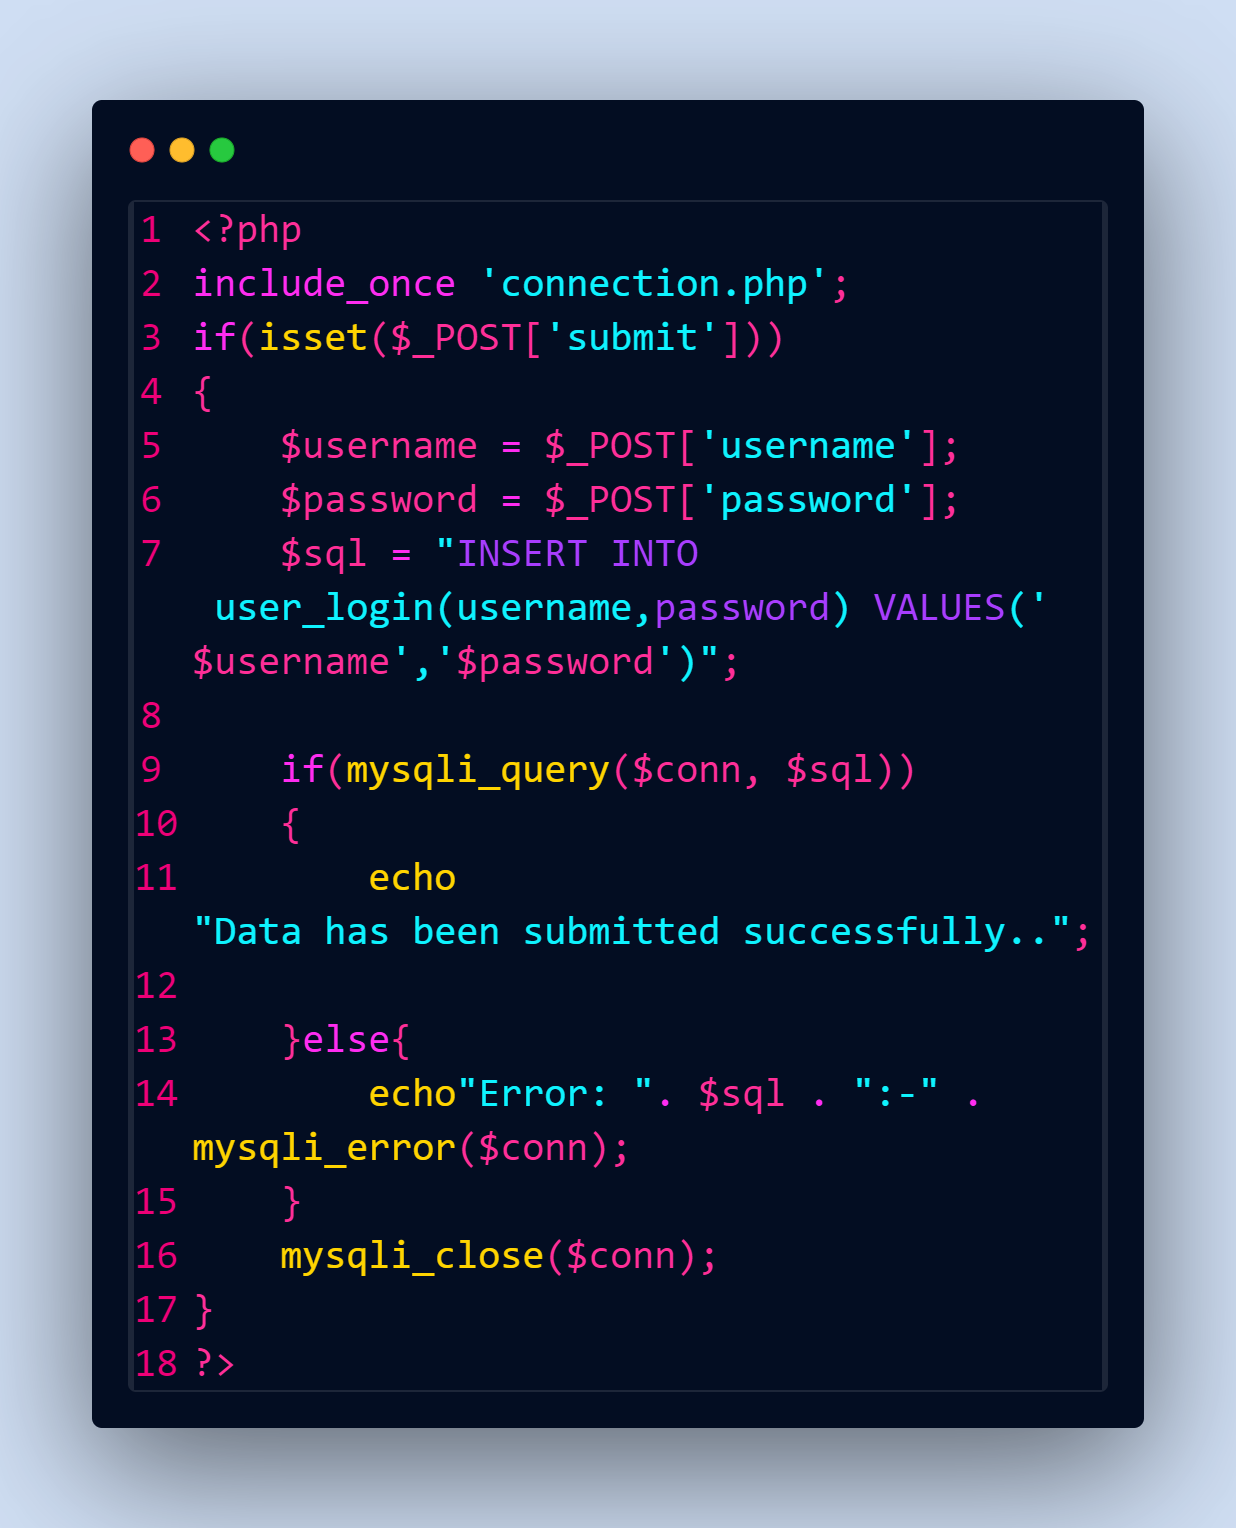 1 <?php
2 include_once 'connection.php';
3 if(isset($_POST['submit']))
4 {
5     $username = $_POST['username'];
6     $password = $_POST['password'];
7     $sql = "INSERT INTO
 user_login(username,password) VALUES('
$username','$password')";
8
9     if(mysqli_query($conn, $sql))
10     {
11         echo
"Data has been submitted successfully..";
12
13     }else{
14         echo"Error: ". $sql . ":-" .
mysqli_error($conn);
15     }
16     mysqli_close($conn);
17 }
18 ?>